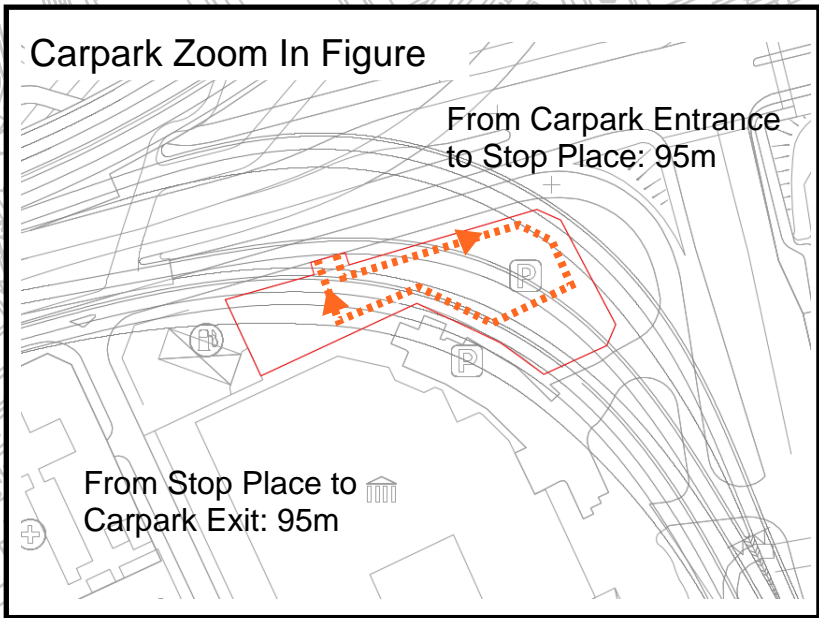 Carpark Zoom In Figure
From Carpark Entrance
to Stop Place: 95m
P
P
From Stop Place to
Carpark Exit: 95m